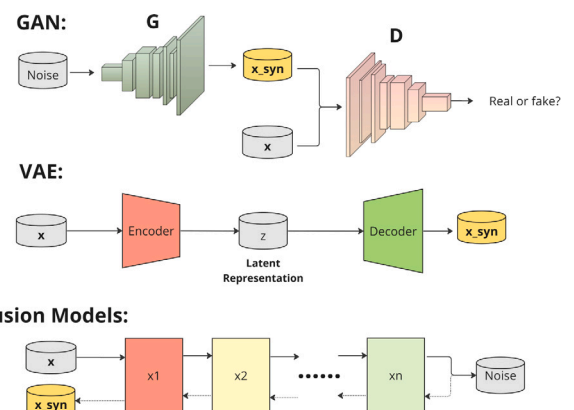 GAN:
G
D
Noise
x_syn
x
Real or fake?
VAE:
x
Encoder
z
Decoder
x_syn
Latent
Representation
usion Models:
x
x1
x2
xn
Noise
x_syn